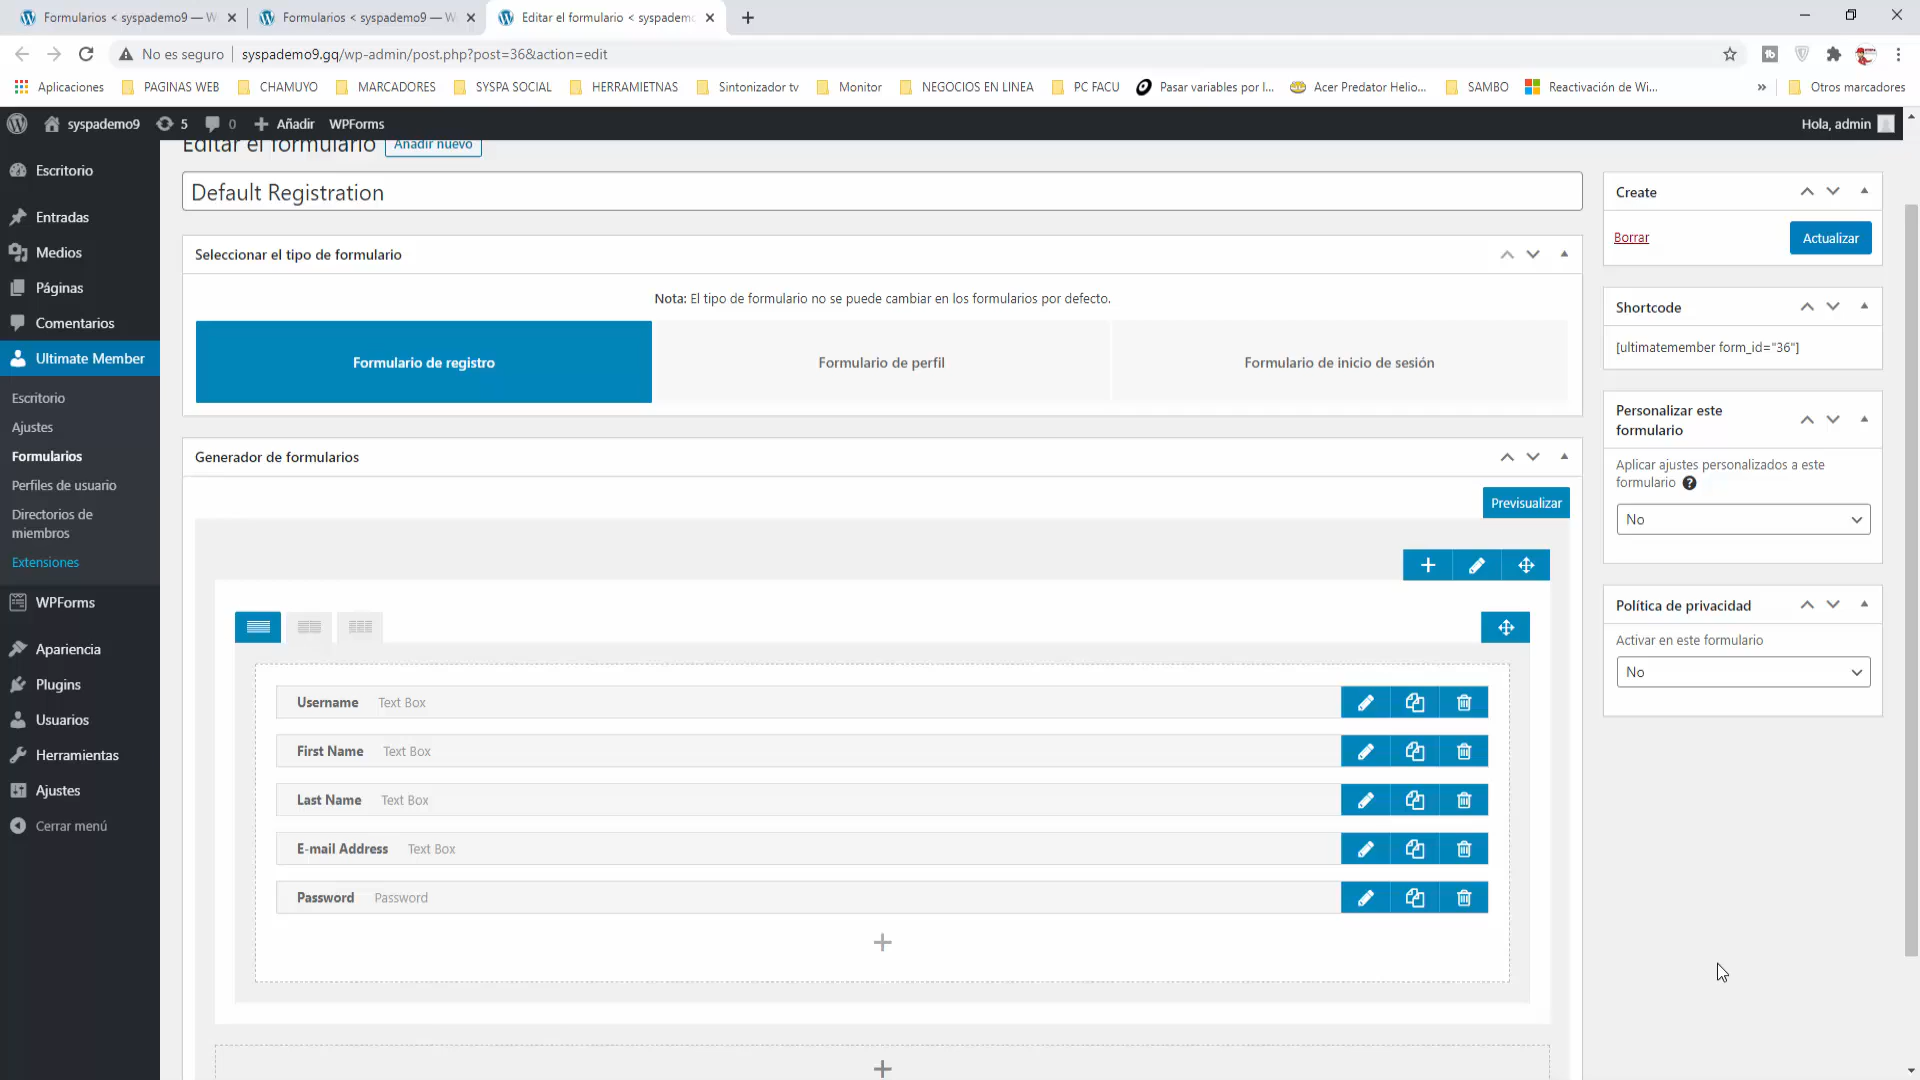 Formularios < syspademo9 — W
Formularios < syspademo9 — W
Editar el formulario < syspademo
No es seguro
syspademo9.gq/wp-admin/post.php?post=36&action=edit
Aplicaciones
PAGINAS WEB
CHAMUYO
MARCADORES
SYSPA SOCIAL
HERRAMIETNAS
Sintonizador tv
Monitor
NEGOCIOS EN LINEA
PC FACU
Pasar variables por l...
Acer Predator Helio...
SAMBO
Reactivación de Wi...
»
Otros marcadores
syspademo9
5
0
Añadir
WPForms
Hola, admin
Escritorio
Entradas
Medios
Páginas
Comentarios
Ultimate Member
Escritorio
Ajustes
Formularios
Perfiles de usuario
Directorios de
miembros
Extensiones
WPForms
Apariencia
Plugins
Usuarios
Herramientas
Ajustes
Cerrar menú
Editar el formulario
Añadir nuevo
Default Registration
Seleccionar el tipo de formulario
Nota: El tipo de formulario no se puede cambiar en los formularios por defecto.
Formulario de registro
Formulario de perfil
Formulario de inicio de sesión
Generador de formularios
Previsualizar
Username Text Box
First Name Text Box
Last Name Text Box
E-mail Address Text Box
Password Password
Create
Borrar
Actualizar
Shortcode
[ultimatemember form_id="36"]
Personalizar este
formulario
Aplicar ajustes personalizados a este
formulario
No
Política de privacidad
Activar en este formulario
No